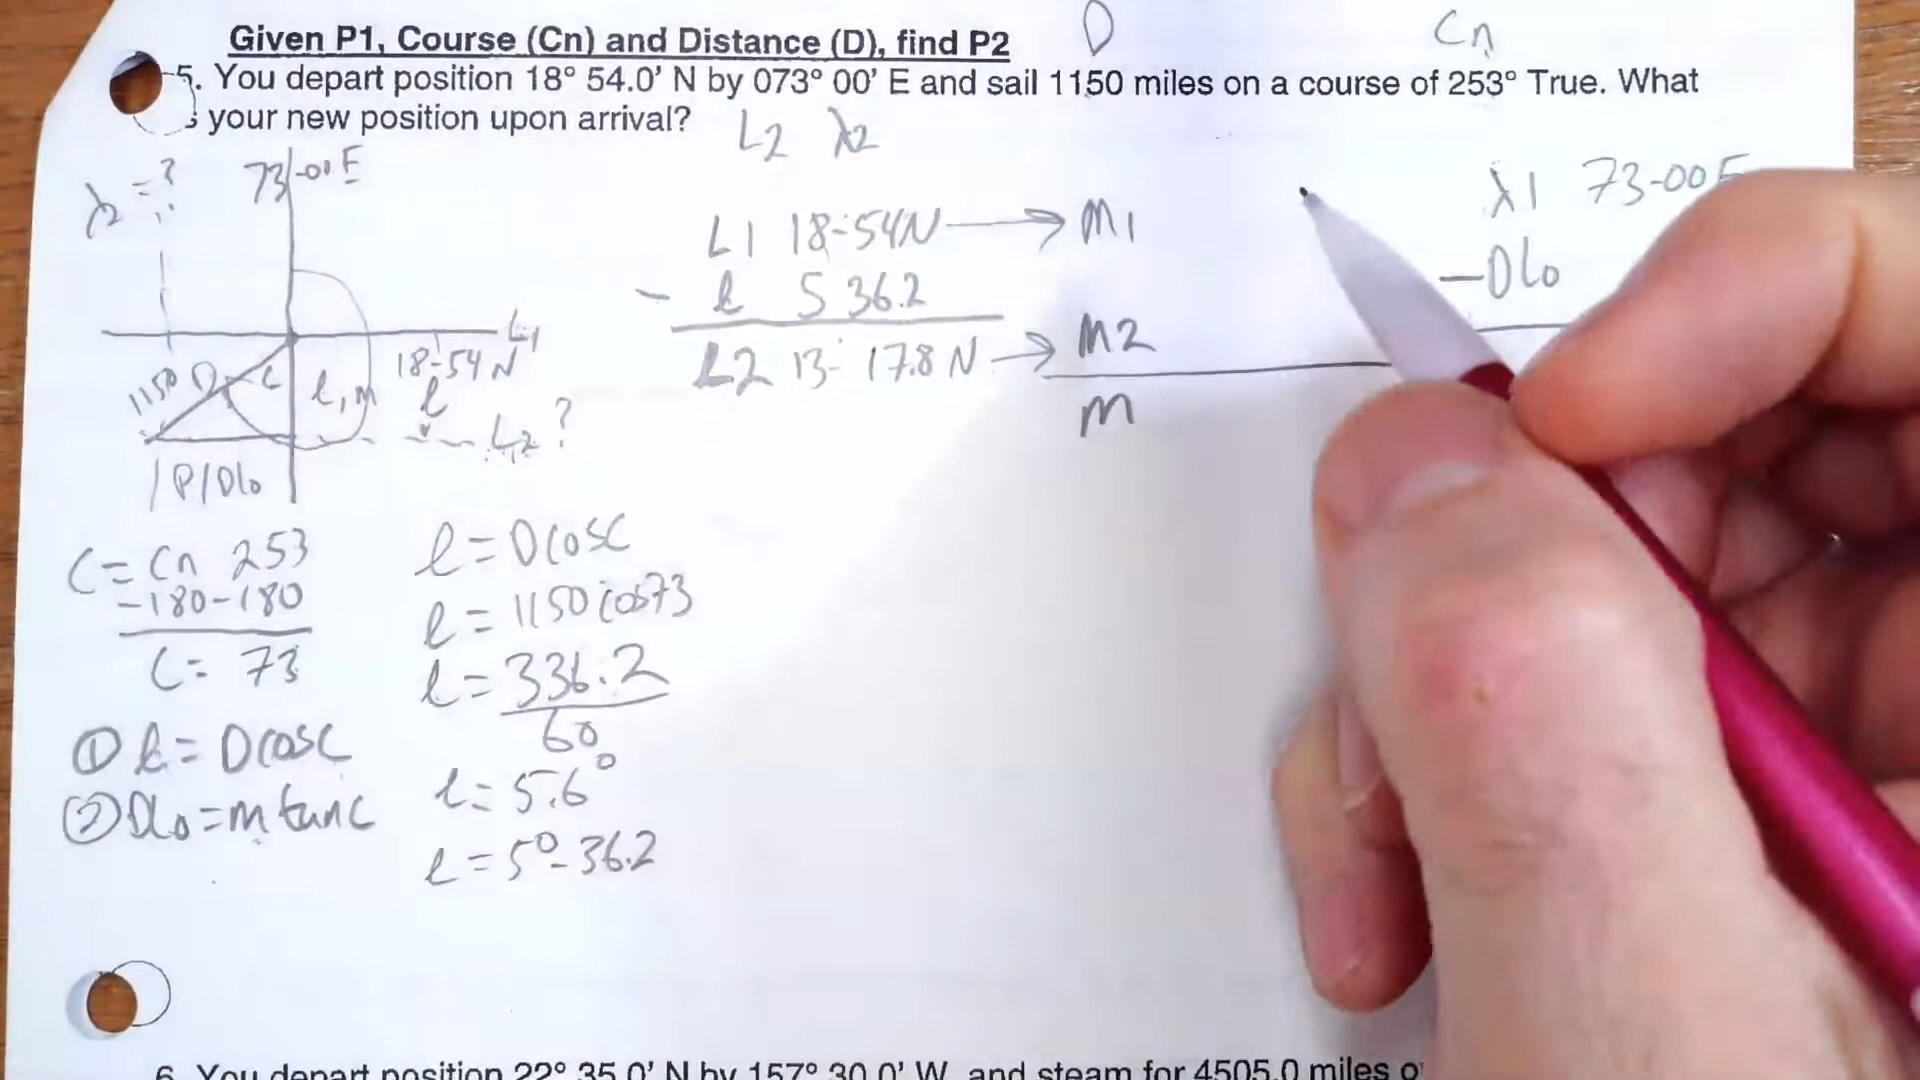 D Cn
Given P1, Course (Cn) and Distance (D), find P2
5. You depart position 18° 54.0' N by 073° 00' E and sail 1150 miles on a course of 253° True. What
your new position upon arrival?
L2 λ2
λ2 = ?
73-00 E
L1
18-54 N
1150 D
C
l, m
l
L2 ?
P/Dlo
C = Cn 253
-180-180
C = 73
① l = D cos C
② Dlo = m tan C
l = D cos C
l = 1150 cos 73
l = 336.2
60
l = 5.6°
l = 5°-36.2
L1 18-54N → M1
- l 5 36.2
L2 13- 17.8 N → M2
m
λ1 73-00 E
-Dlo
6. You depart position 22° 35.0' N by 157° 30.0' W, and steam for 4505.0 miles